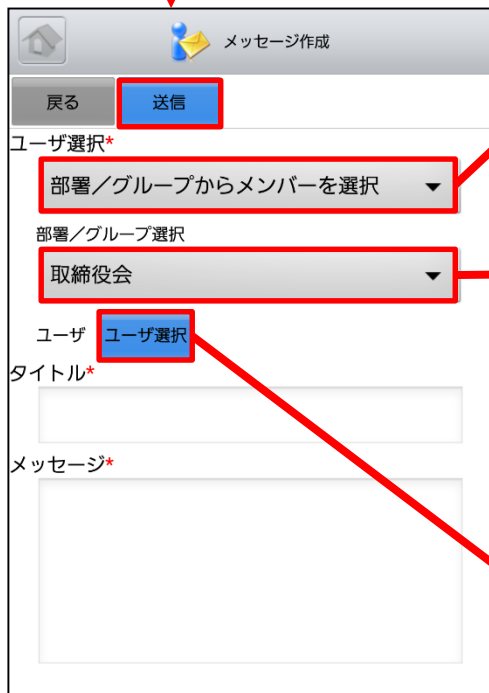 メッセージ作成
戻る 送信
ユーザ選択*
部署／グループからメンバーを選択
部署／グループ選択
取締役会
ユーザ ユーザ選択
タイトル*
メッセージ*